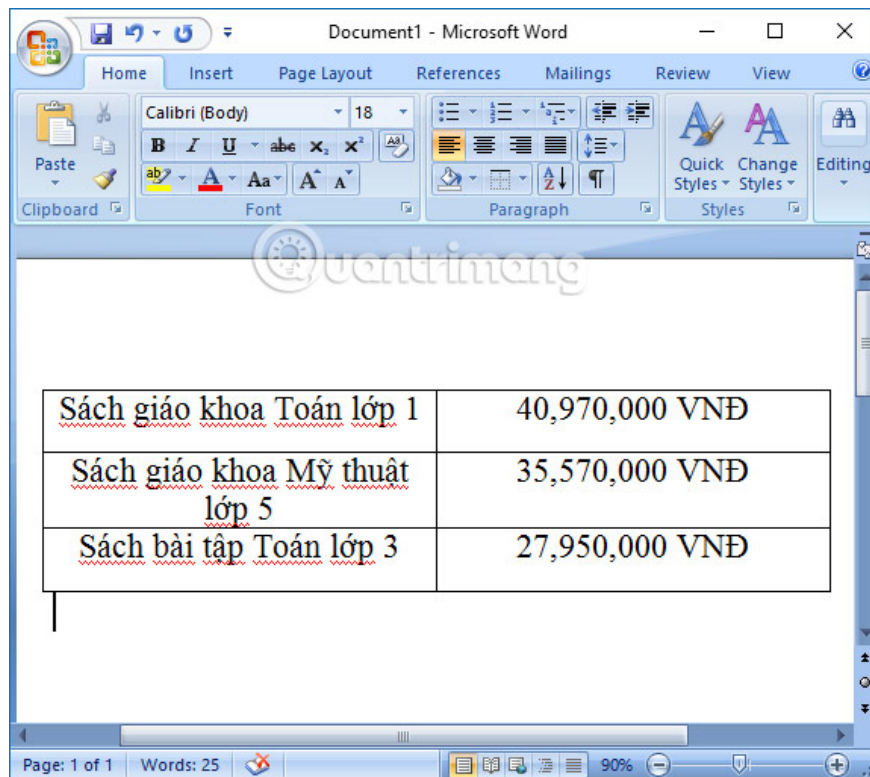 Document1 - Microsoft Word
Home Insert Page Layout References Mailings Review View
Calibri (Body) 18
Paste
Quick Styles
Change Styles
Editing
Clipboard Font Paragraph Styles
Quantrimang
Sách giáo khoa Toán lớp 1 40,970,000 VNĐ
Sách giáo khoa Mỹ thuật 35,570,000 VNĐ
lớp 5
Sách bài tập Toán lớp 3 27,950,000 VNĐ
Page: 1 of 1 Words: 25 90%